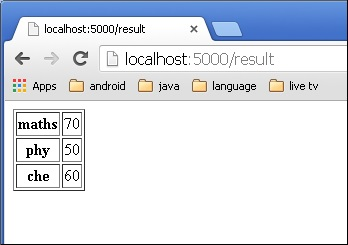 localhost:5000/result
localhost:5000/result
Apps android java language live tv
maths 70
phy 50
che 60